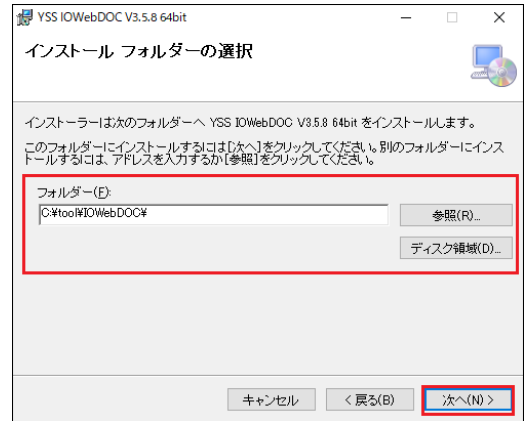 YSS IOWebDOC V3.5.8 64bit
インストール フォルダーの選択
インストーラーは次のフォルダーへ YSS IOWebDOC V3.5.8 64bit をインストールします。
このフォルダーにインストールするには[次へ]をクリックしてください。別のフォルダーにインス
トールするには、アドレスを入力するか[参照]をクリックしてください。
フォルダー(F):
C:¥tool¥IOWebDOC¥
参照(R)...
ディスク領域(D)...
キャンセル
< 戻る(B)
次へ(N) >